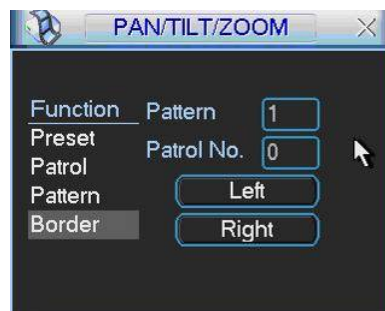 PAN/TILT/ZOOM
Function Pattern 1
Preset
Patrol No. 0
Patrol
Pattern Left
Border Right